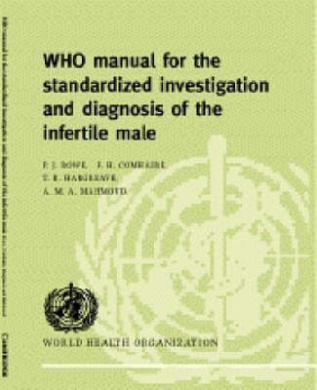 WHO manual for the
standardized investigation
and diagnosis of the
infertile male
P. J. ROWE, F. H. COMHAIRE,
T. B. HARGREAVE,
A. M. A. MAHMOUD
WORLD HEALTH ORGANIZATION